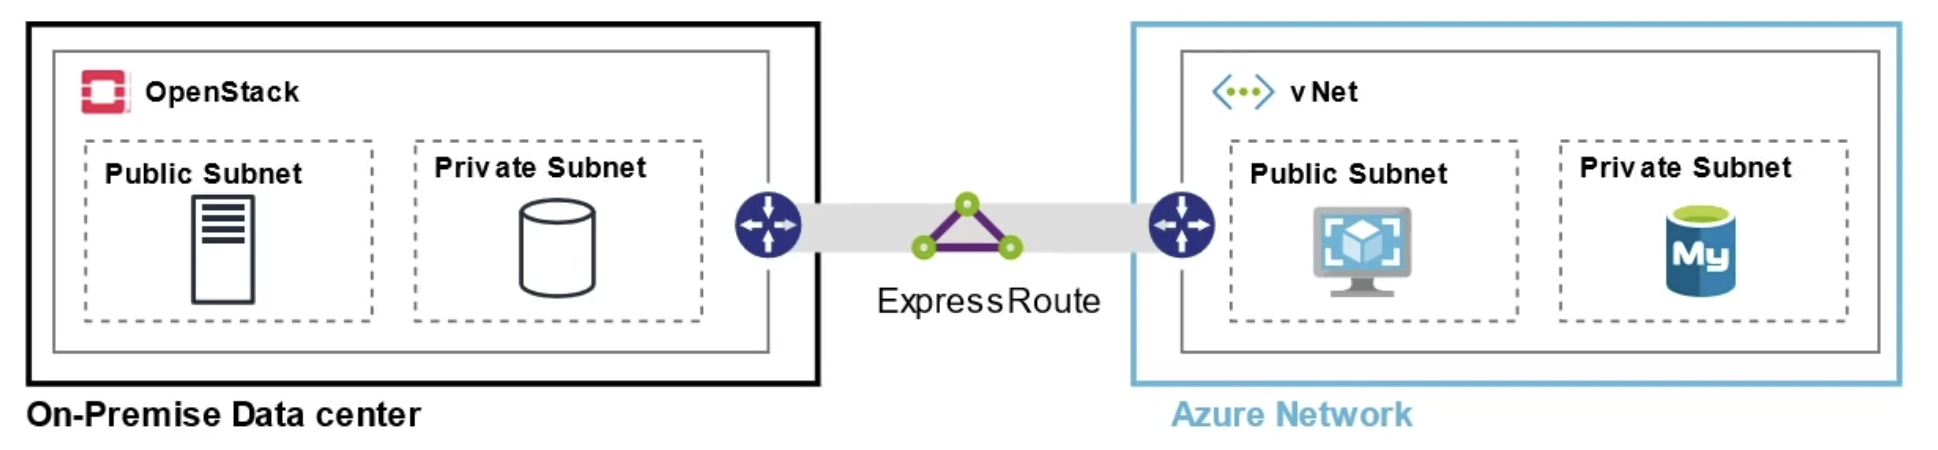 OpenStack
Public Subnet
Private Subnet
ExpressRoute
vNet
Public Subnet
Private Subnet
My
On-Premise Data center
Azure Network